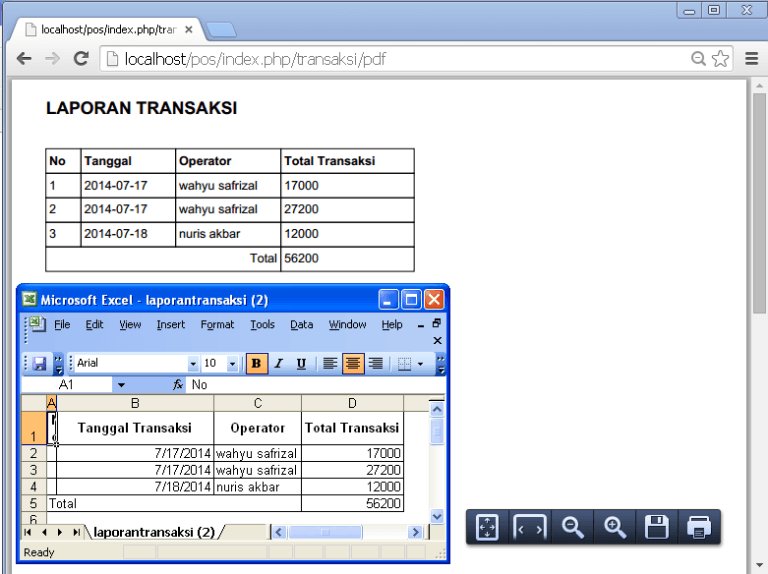 localhost/pos/index.php/tran
localhost/pos/index.php/transaksi/pdf
LAPORAN TRANSAKSI
No Tanggal Operator Total Transaksi
1 2014-07-17 wahyu safrizal 17000
2 2014-07-17 wahyu safrizal 27200
3 2014-07-18 nuris akbar 12000
Total 56200
Microsoft Excel - laporantransaksi (2)
File Edit View Insert Format Tools Data Window Help
Arial 10 B I U
A1 fx No
A B C D
1 Tanggal Transaksi Operator Total Transaksi
2 7/17/2014 wahyu safrizal 17000
3 7/17/2014 wahyu safrizal 27200
4 7/18/2014 nuris akbar 12000
5 Total 56200
6
laporantransaksi (2)
Ready